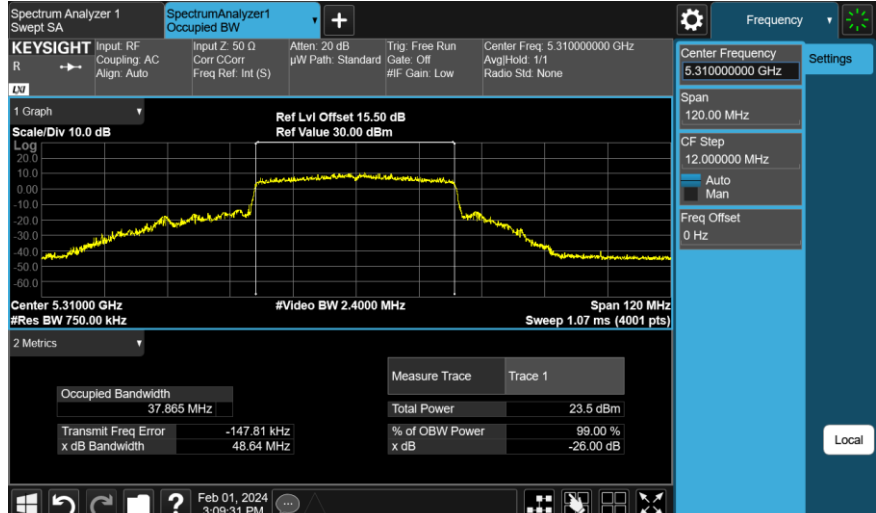 Spectrum Analyzer 1
Swept SA
SpectrumAnalyzer1
Occupied BW
Frequency
KEYSIGHT
R
LXI
Input: RF
Coupling: AC
Align: Auto
Input Z: 50 Ω
Corr CCorr
Freq Ref: Int (S)
Atten: 20 dB
µW Path: Standard
Trig: Free Run
Gate: Off
#IF Gain: Low
Center Freq: 5.310000000 GHz
Avg|Hold: 1/1
Radio Std: None
Center Frequency
5.310000000 GHz
Settings
Span
120.00 MHz
CF Step
12.000000 MHz
Auto
Man
Freq Offset
0 Hz
1 Graph
Scale/Div 10.0 dB
Ref Lvl Offset 15.50 dB
Ref Value 30.00 dBm
Log
20.0
10.0
0.00
-10.0
-20.0
-30.0
-40.0
-50.0
-60.0
Center 5.31000 GHz
#Video BW 2.4000 MHz
Span 120 MHz
#Res BW 750.00 kHz
Sweep 1.07 ms (4001 pts)
2 Metrics
Measure Trace Trace 1
Occupied Bandwidth
37.865 MHz
Total Power 23.5 dBm
Transmit Freq Error -147.81 kHz
% of OBW Power 99.00 %
x dB Bandwidth 48.64 MHz
x dB -26.00 dB
Local
?
Feb 01, 2024
3:09:31 PM